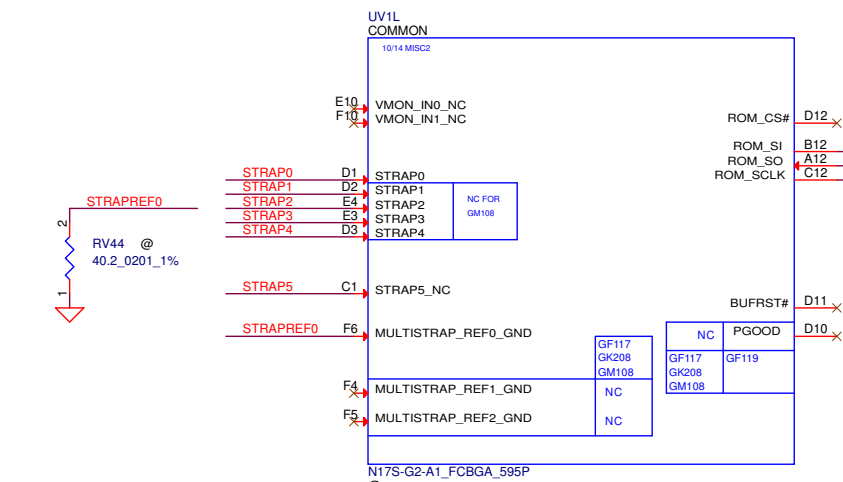 UV1L
COMMON
10/14 MISC2
E10 VMON_IN0_NC
F10 VMON_IN1_NC
ROM_CS# D12
ROM_SI B12
ROM_SO A12
ROM_SCLK C12
STRAP0 D1 STRAP0
STRAP1 D2 STRAP1
STRAP2 E4 STRAP2
STRAP3 E3 STRAP3
STRAP4 D3 STRAP4
NC FOR
GM108
STRAPREF0
2
RV44 @
40.2_0201_1%
1
STRAP5 C1 STRAP5_NC
BUFRST# D11
STRAPREF0 F6 MULTISTRAP_REF0_GND
NC PGOOD D10
GF117
GK208
GM108
GF117 GF119
GK208
GM108
F4 MULTISTRAP_REF1_GND NC
F5 MULTISTRAP_REF2_GND NC
N17S-G2-A1_FCBGA_595P